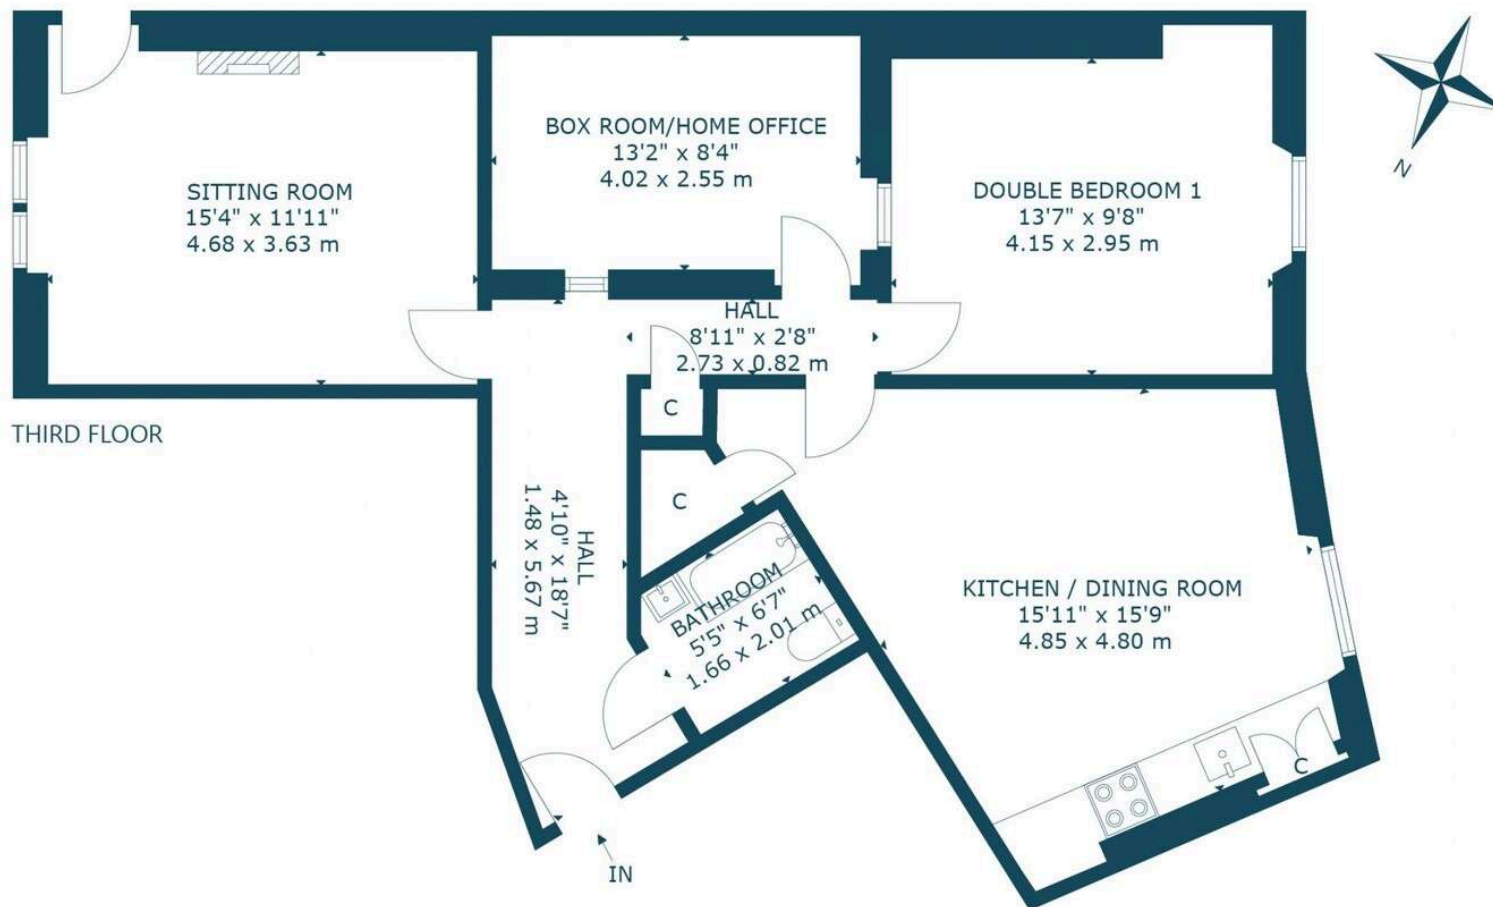 SITTING ROOM
15'4" x 11'11"
4.68 x 3.63 m
BOX ROOM/HOME OFFICE
13'2" x 8'4"
4.02 x 2.55 m
DOUBLE BEDROOM 1
13'7" x 9'8"
4.15 x 2.95 m
N
HALL
8'11" x 2'8"
2.73 x 0.82 m
THIRD FLOOR
C
C
HALL
4'10" x 18'7"
1.48 x 5.67 m
BATHROOM
5'5" x 6'7"
1.66 x 2.01 m
KITCHEN / DINING ROOM
15'11" x 15'9"
4.85 x 4.80 m
C
IN